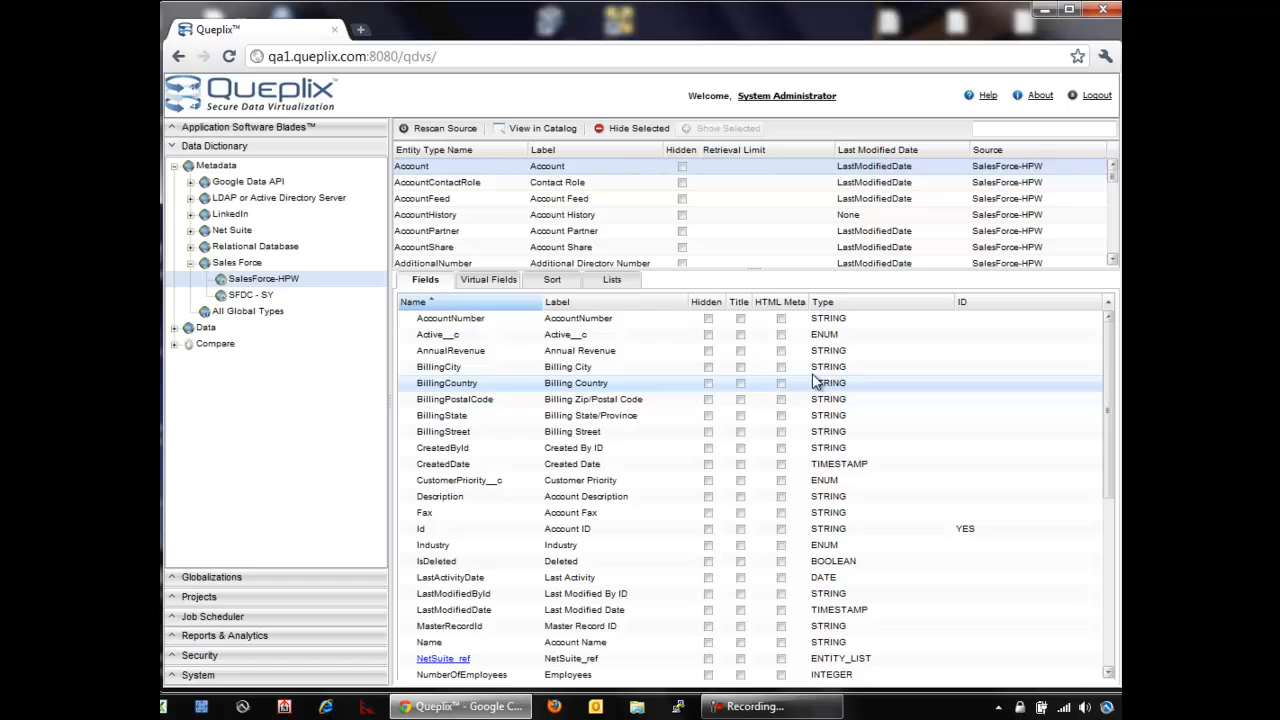 Queplix™
qa1.queplix.com:8080/qdvs/
Queplix™
Secure Data Virtualization
Welcome, System Administrator
Help About Logout
Application Software Blades™
Data Dictionary
Metadata
Google Data API
LDAP or Active Directory Server
LinkedIn
Net Suite
Relational Database
Sales Force
SalesForce-HPW
SFDC - SY
All Global Types
Data
Compare
Globalizations
Projects
Job Scheduler
Reports & Analytics
Security
System
Rescan Source View in Catalog Hide Selected Show Selected
Entity Type Name Label Hidden Retrieval Limit Last Modified Date Source
Account Account LastModifiedDate SalesForce-HPW
AccountContactRole Contact Role LastModifiedDate SalesForce-HPW
AccountFeed Account Feed LastModifiedDate SalesForce-HPW
AccountHistory Account History None SalesForce-HPW
AccountPartner Account Partner LastModifiedDate SalesForce-HPW
AccountShare Account Share LastModifiedDate SalesForce-HPW
AdditionalNumber Additional Directory Number LastModifiedDate SalesForce-HPW
Fields Virtual Fields Sort Lists
Name Label Hidden Title HTML Meta Type ID
AccountNumber AccountNumber STRING
Active__c Active__c ENUM
AnnualRevenue Annual Revenue STRING
BillingCity Billing City STRING
BillingCountry Billing Country STRING
BillingPostalCode Billing Zip/Postal Code STRING
BillingState Billing State/Province STRING
BillingStreet Billing Street STRING
CreatedById Created By ID STRING
CreatedDate Created Date TIMESTAMP
CustomerPriority__c Customer Priority ENUM
Description Account Description STRING
Fax Account Fax STRING
Id Account ID STRING YES
Industry Industry ENUM
IsDeleted Deleted BOOLEAN
LastActivityDate Last Activity DATE
LastModifiedById Last Modified By ID STRING
LastModifiedDate Last Modified Date TIMESTAMP
MasterRecordId Master Record ID STRING
Name Account Name STRING
NetSuite_ref NetSuite_ref ENTITY_LIST
NumberOfEmployees Employees INTEGER
Queplix™ - Google C... Recording...